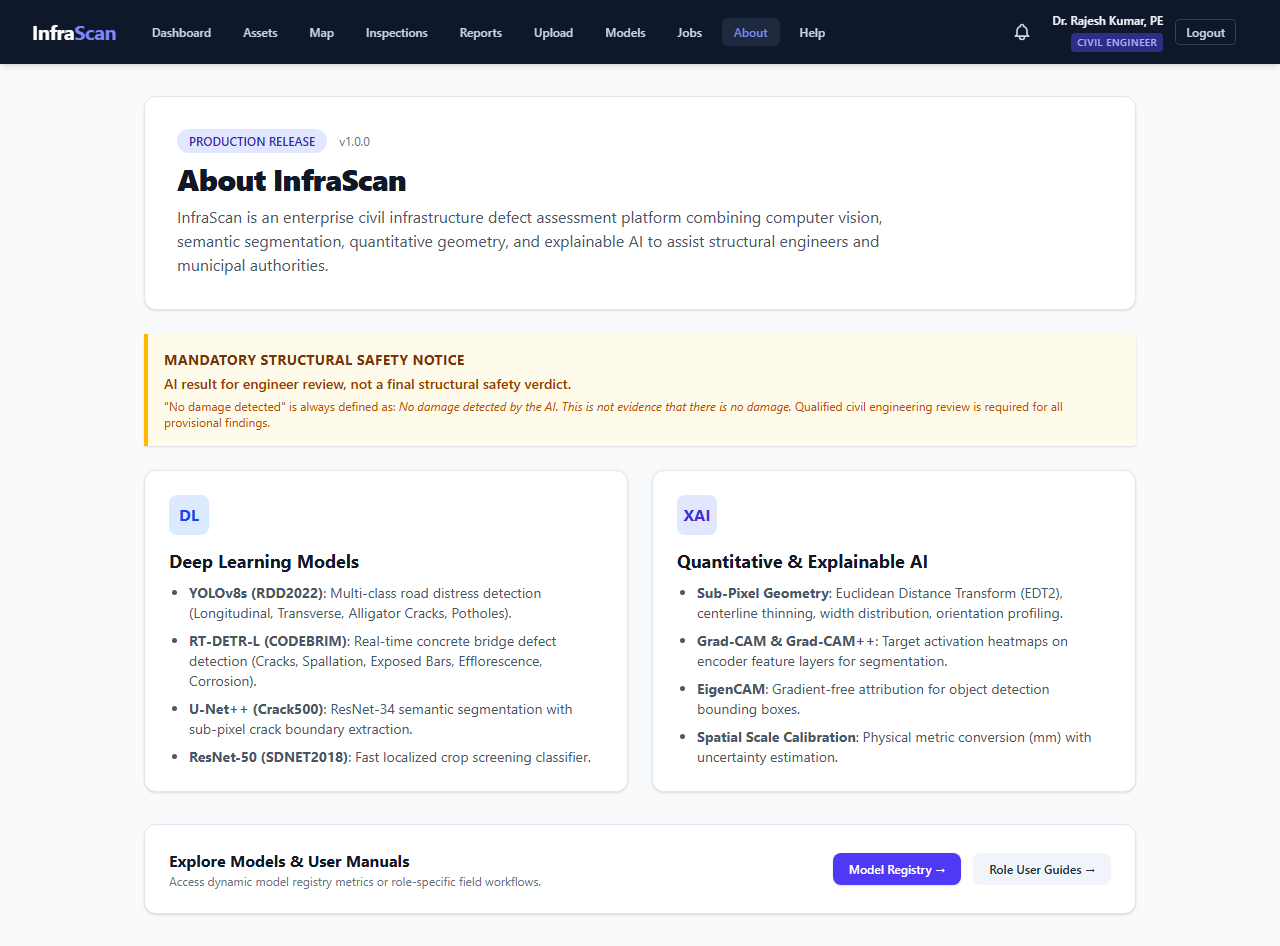 InfraScan
Dashboard
Assets
Map
Inspections
Reports
Upload
Models
Jobs
About
Help
Dr. Rajesh Kumar, PE
CIVIL ENGINEER
Logout
PRODUCTION RELEASE
v1.0.0
About InfraScan
InfraScan is an enterprise civil infrastructure defect assessment platform combining computer vision,
semantic segmentation, quantitative geometry, and explainable AI to assist structural engineers and
municipal authorities.
MANDATORY STRUCTURAL SAFETY NOTICE
AI result for engineer review, not a final structural safety verdict.
"No damage detected" is always defined as: No damage detected by the AI. This is not evidence that there is no damage. Qualified civil engineering review is required for all
provisional findings.
DL
Deep Learning Models
• YOLOv8s (RDD2022): Multi-class road distress detection
(Longitudinal, Transverse, Alligator Cracks, Potholes).
• RT-DETR-L (CODEBRIM): Real-time concrete bridge defect
detection (Cracks, Spallation, Exposed Bars, Efflorescence,
Corrosion).
• U-Net++ (Crack500): ResNet-34 semantic segmentation with
sub-pixel crack boundary extraction.
• ResNet-50 (SDNET2018): Fast localized crop screening classifier.
XAI
Quantitative & Explainable AI
• Sub-Pixel Geometry: Euclidean Distance Transform (EDT2),
centerline thinning, width distribution, orientation profiling.
• Grad-CAM & Grad-CAM++: Target activation heatmaps on
encoder feature layers for segmentation.
• EigenCAM: Gradient-free attribution for object detection
bounding boxes.
• Spatial Scale Calibration: Physical metric conversion (mm) with
uncertainty estimation.
Explore Models & User Manuals
Access dynamic model registry metrics or role-specific field workflows.
Model Registry →
Role User Guides →